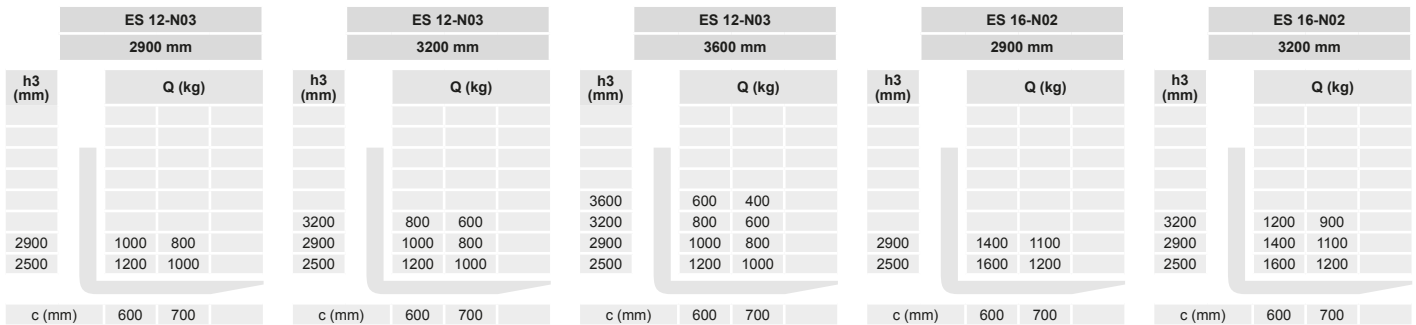 ES 12-N03
2900 mm
h3 (mm)
Q (kg)
2900 1000 800
2500 1200 1000
c (mm) 600 700
ES 12-N03
3200 mm
h3 (mm)
Q (kg)
3200 800 600
2900 1000 800
2500 1200 1000
c (mm) 600 700
ES 12-N03
3600 mm
h3 (mm)
Q (kg)
3600 600 400
3200 800 600
2900 1000 800
2500 1200 1000
c (mm) 600 700
ES 16-N02
2900 mm
h3 (mm)
Q (kg)
2900 1400 1100
2500 1600 1200
c (mm) 600 700
ES 16-N02
3200 mm
h3 (mm)
Q (kg)
3200 1200 900
2900 1400 1100
2500 1600 1200
c (mm) 600 700